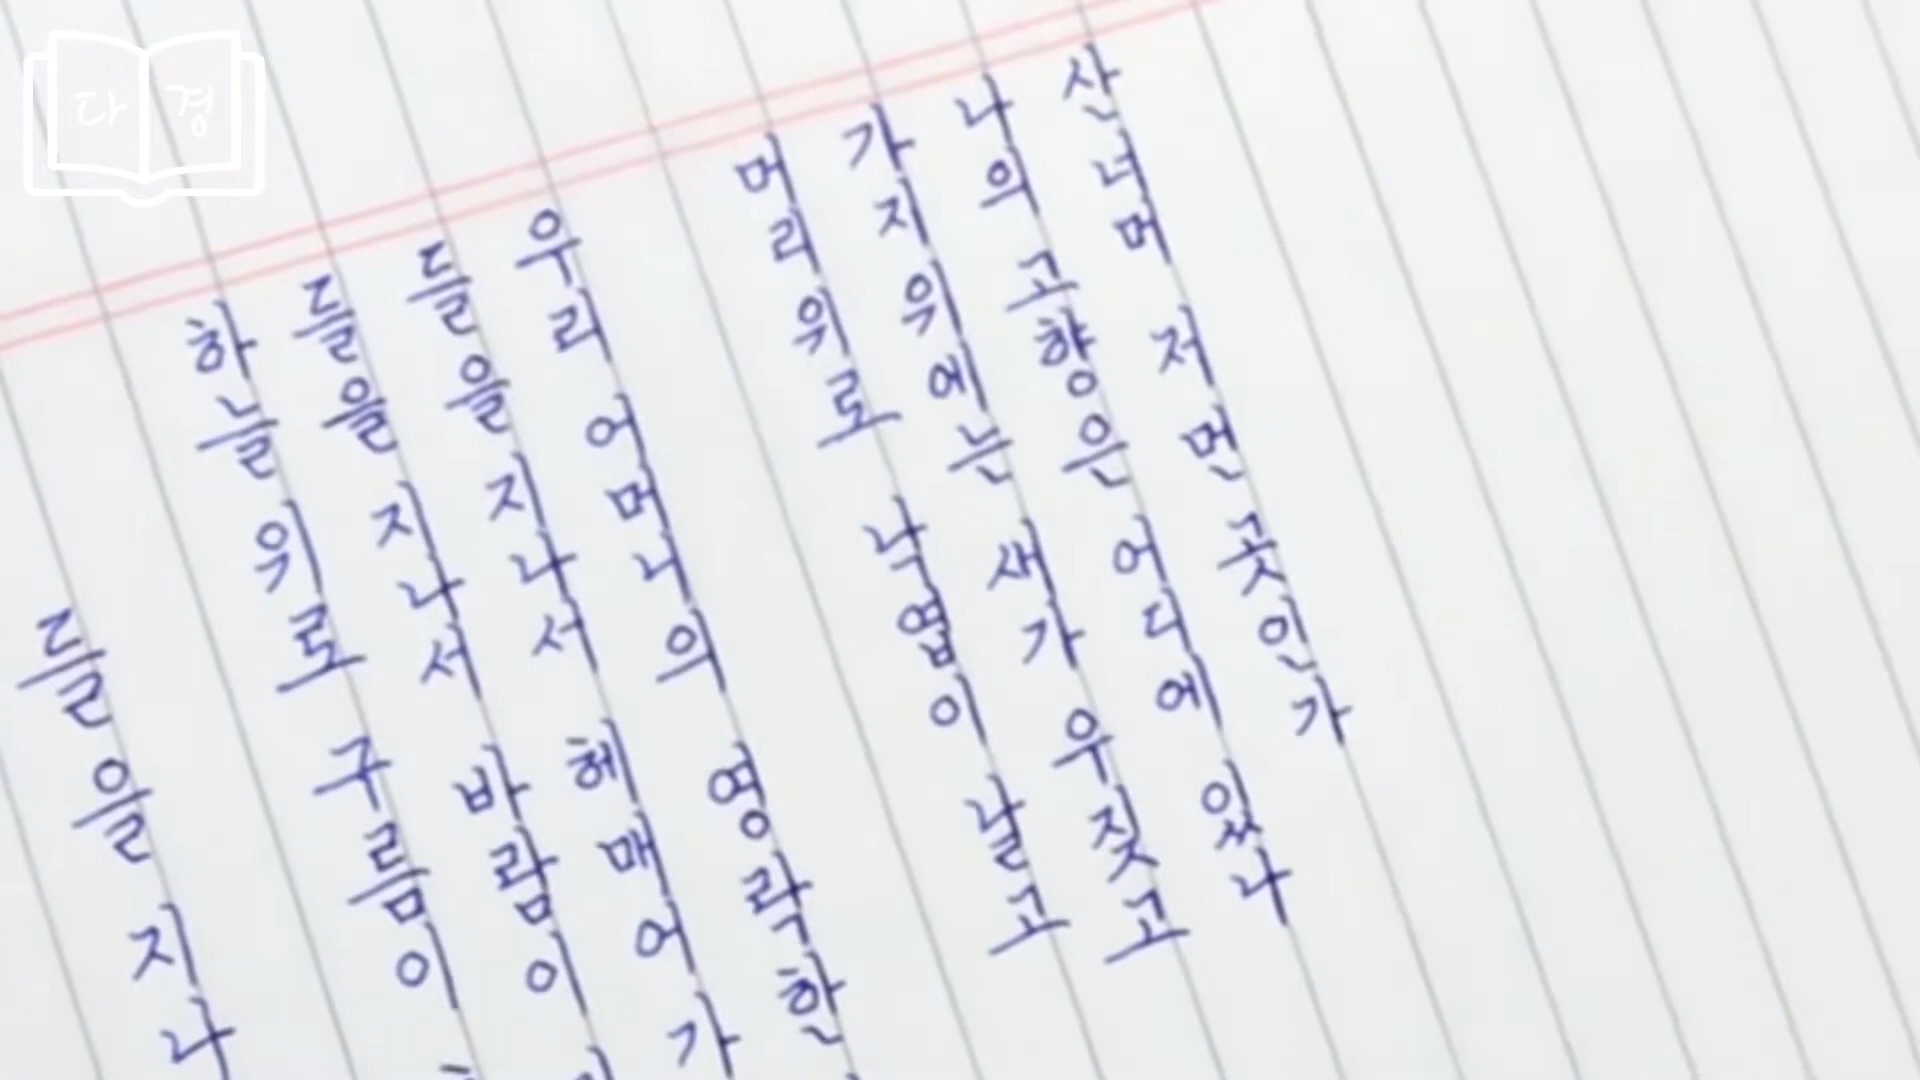 다경
산너머 저 먼 곳인가
나의 고향은 어디에 있나
가지위에는 새가 우짖고
머리위로 낙엽이 날고
우리 어머니의 영락한
들을 지나서 헤매어 가
들을 지나서 바람이
하늘위로 구름이
들을 지나